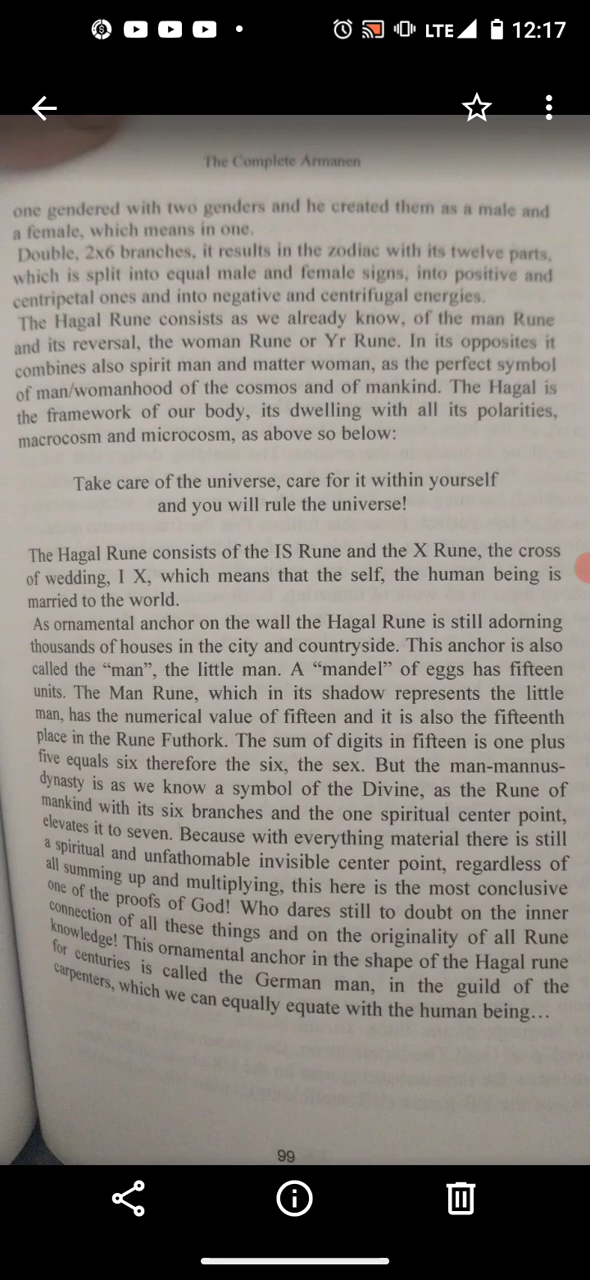 LTE 12:17
The Complete Armanen
one gendered with two genders and he created them as a male and
a female, which means in one.
Double, 2x6 branches, it results in the zodiac with its twelve parts,
which is split into equal male and female signs, into positive and
centripetal ones and into negative and centrifugal energies.
The Hagal Rune consists as we already know, of the man Rune
and its reversal, the woman Rune or Yr Rune. In its opposites it
combines also spirit man and matter woman, as the perfect symbol
of man/womanhood of the cosmos and of mankind. The Hagal is
the framework of our body, its dwelling with all its polarities,
macrocosm and microcosm, as above so below:
Take care of the universe, care for it within yourself
and you will rule the universe!
The Hagal Rune consists of the IS Rune and the X Rune, the cross
of wedding, I X, which means that the self, the human being is
married to the world.
As ornamental anchor on the wall the Hagal Rune is still adorning
thousands of houses in the city and countryside. This anchor is also
called the “man”, the little man. A “mandel” of eggs has fifteen
units. The Man Rune, which in its shadow represents the little
man, has the numerical value of fifteen and it is also the fifteenth
place in the Rune Futhork. The sum of digits in fifteen is one plus
five equals six therefore the six, the sex. But the man-mannus-
dynasty is as we know a symbol of the Divine, as the Rune of
mankind with its six branches and the one spiritual center point,
elevates it to seven. Because with everything material there is still
a spiritual and unfathomable invisible center point, regardless of
all summing up and multiplying, this here is the most conclusive
one of the proofs of God! Who dares still to doubt on the inner
connection of all these things and on the originality of all Rune
knowledge! This ornamental anchor in the shape of the Hagal rune
for centuries is called the German man, in the guild of the
carpenters, which we can equally equate with the human being…
99